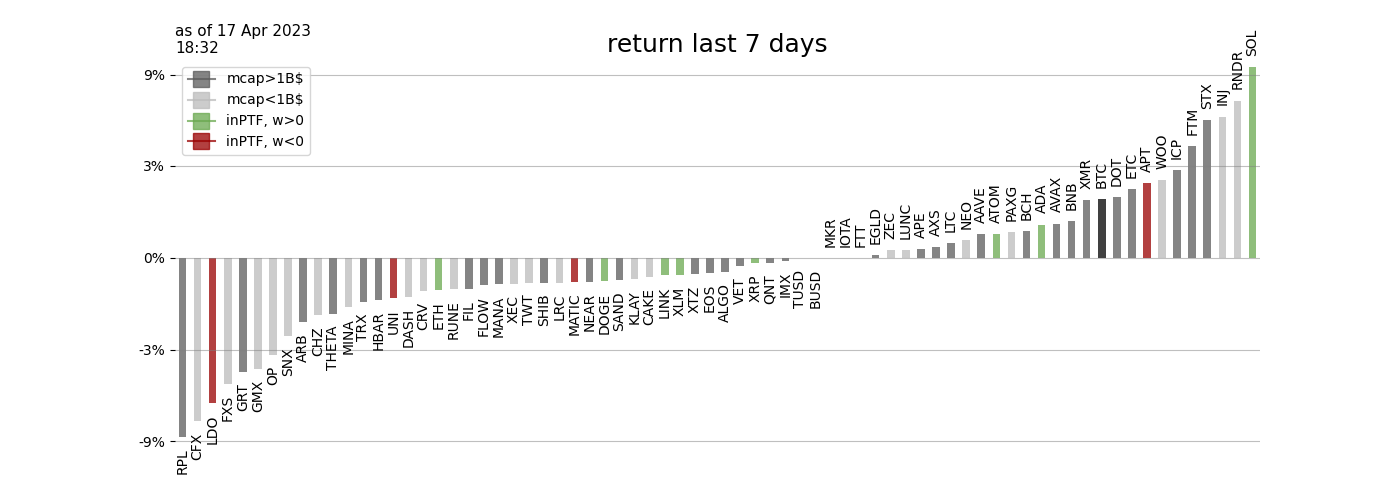 as of 17 Apr 2023
18:32
return last 7 days
mcap>1B$
mcap<1B$
inPTF, w>0
inPTF, w<0
9%
3%
0%
-3%
-9%
RPL
CFX
LDO
FXS
GRT
GMX
OP
SNX
ARB
CHZ
THETA
MINA
TRX
HBAR
UNI
DASH
CRV
ETH
RUNE
FIL
FLOW
MANA
XEC
TWT
SHIB
LRC
MATIC
NEAR
DOGE
SAND
KLAY
CAKE
LINK
XLM
XTZ
EOS
ALGO
VET
XRP
QNT
IMX
TUSD
BUSD
MKR
IOTA
FTT
EGLD
ZEC
LUNC
APE
AXS
LTC
NEO
AAVE
ATOM
PAXG
BCH
ADA
AVAX
BNB
XMR
BTC
DOT
ETC
APT
WOO
ICP
FTM
STX
INJ
RNDR
SOL